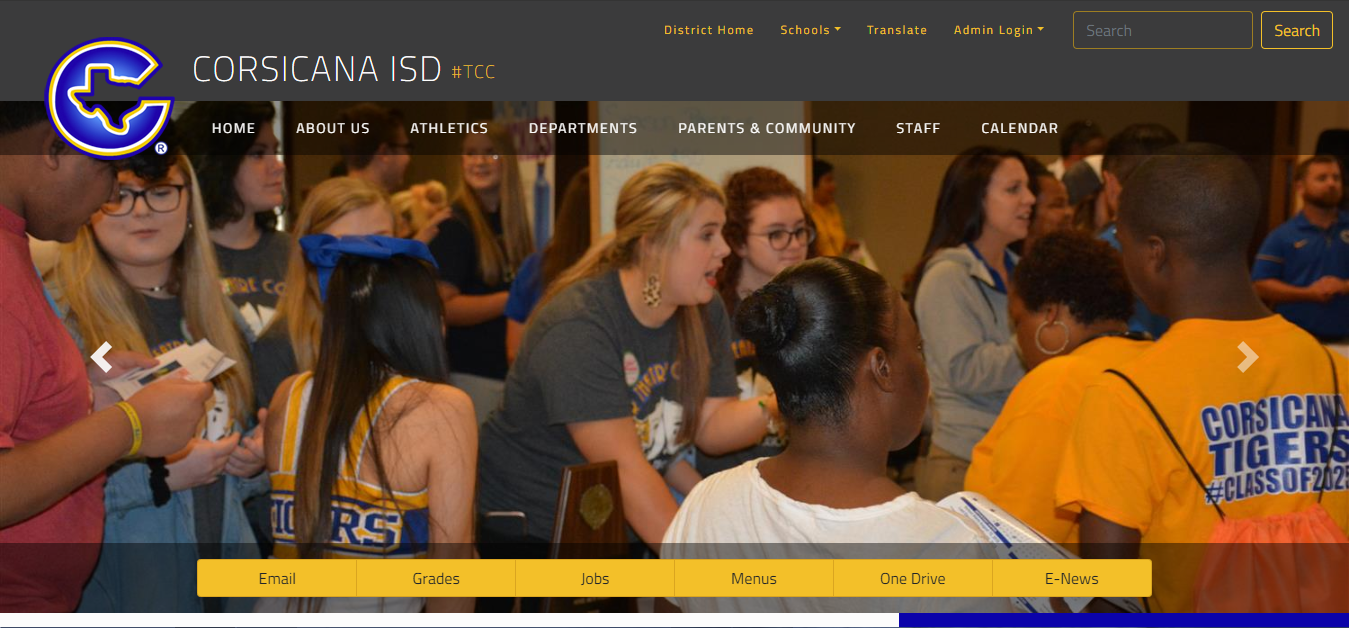 District Home Schools Translate Admin Login Search Search
CORSICANA ISD #TCC
®
HOME ABOUT US ATHLETICS DEPARTMENTS PARENTS & COMMUNITY STAFF CALENDAR
CORSICANA
TIGERS
#CLASSOF2025
Email Grades Jobs Menus One Drive E-News